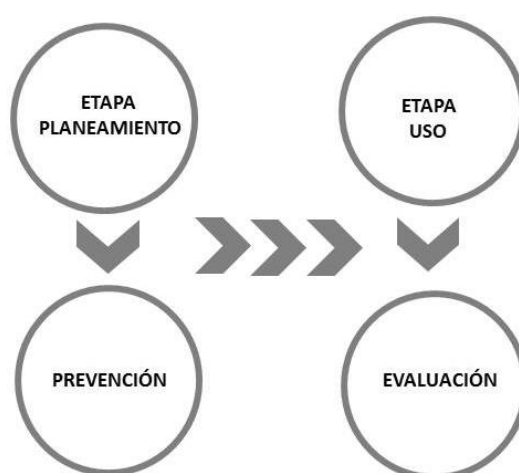 ETAPA
PLANEAMIENTO
ETAPA
USO
PREVENCIÓN
EVALUACIÓN